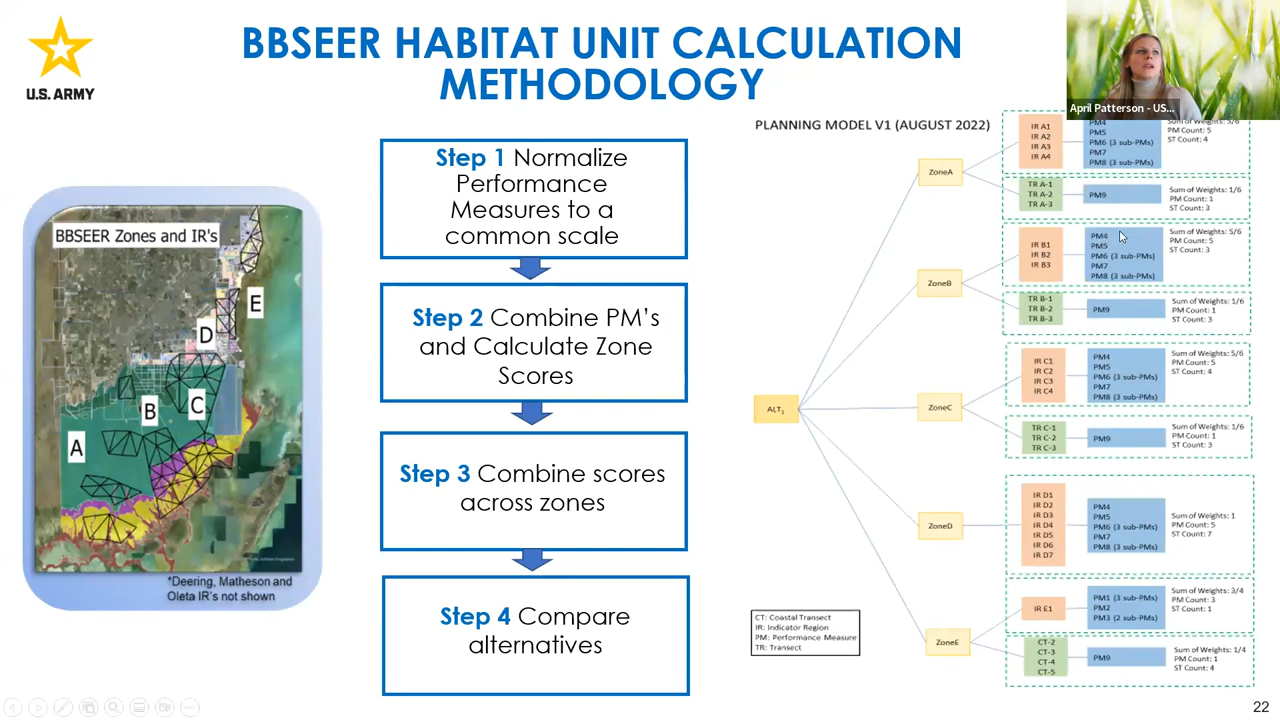 BBSEER HABITAT UNIT CALCULATION
METHODOLOGY
U.S. ARMY
April Patterson - US...
BBSEER Zones and IR's
E
D
B
C
A
*Deering, Matheson and
Oleta IR's not shown
Step 1 Normalize
Performance
Measures to a
common scale
Step 2 Combine PM's
and Calculate Zone
Scores
Step 3 Combine scores
across zones
Step 4 Compare
alternatives
PLANNING MODEL V1 (AUGUST 2022)
ALT₁
ZoneA
IR A1
IR A2
IR A3
IR A4
PM4
PM5
PM6 (3 sub-PMs)
PM7
PM8 (3 sub-PMs)
Sum of Weights: 5/6
PM Count: 5
ST Count: 4
TR A-1
TR A-2
TR A-3
PM9
Sum of Weights: 1/6
PM Count: 1
ST Count: 3
ZoneB
IR B1
IR B2
IR B3
PM4
PM5
PM6 (3 sub-PMs)
PM7
PM8 (3 sub-PMs)
Sum of Weights: 5/6
PM Count: 5
ST Count: 3
TR B-1
TR B-2
TR B-3
PM9
Sum of Weights: 1/6
PM Count: 1
ST Count: 3
ZoneC
IR C1
IR C2
IR C3
IR C4
PM4
PM5
PM6 (3 sub-PMs)
PM7
PM8 (3 sub-PMs)
Sum of Weights: 5/6
PM Count: 5
ST Count: 4
TR C-1
TR C-2
TR C-3
PM9
Sum of Weights: 1/6
PM Count: 1
ST Count: 3
ZoneD
IR D1
IR D2
IR D3
IR D4
IR D5
IR D6
IR D7
PM4
PM5
PM6 (3 sub-PMs)
PM7
PM8 (3 sub-PMs)
Sum of Weights: 1
PM Count: 5
ST Count: 7
ZoneE
IR E1
PM1 (3 sub-PMs)
PM2
PM3 (2 sub-PMs)
Sum of Weights: 3/4
PM Count: 3
ST Count: 1
CT-2
CT-3
CT-4
CT-5
PM9
Sum of Weights: 1/4
PM Count: 1
ST Count: 4
CT: Coastal Transect
IR: Indicator Region
PM: Performance Measure
TR: Transect
22